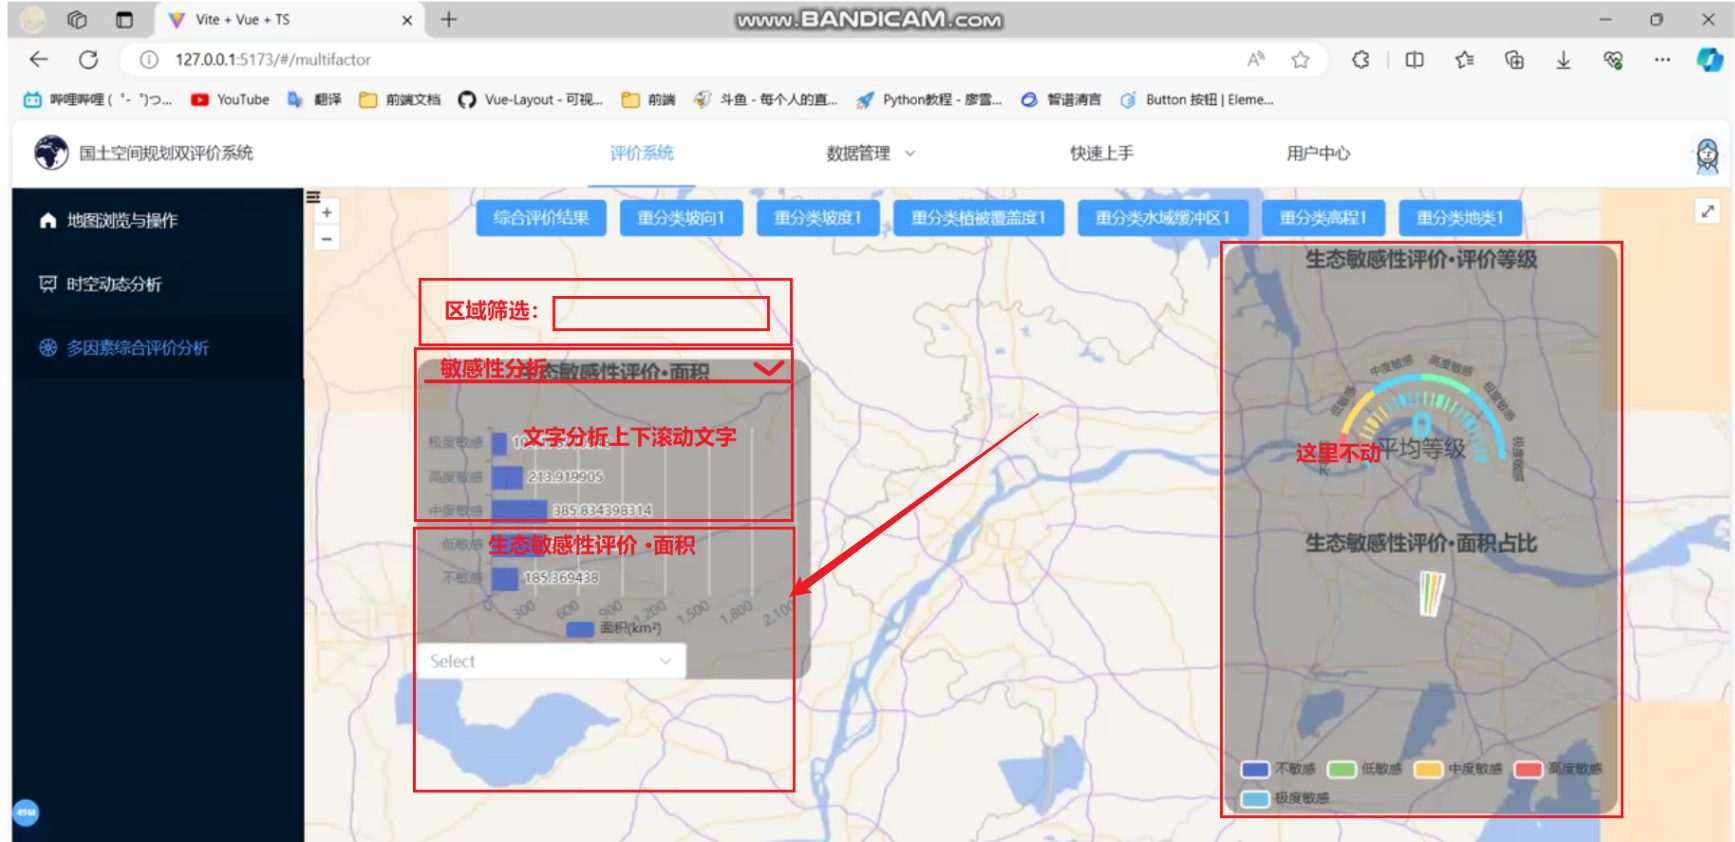 Vite + Vue + TS
www.BANDICAM.com
127.0.0.1:5173/#/multifactor
哔哩哔哩 ( ゜- ゜)つ...
YouTube
翻译
前端文档
Vue-Layout - 可视...
前端
斗鱼 - 每个人的直...
Python教程 - 廖雪...
智谱清言
Button 按钮 | Eleme...
国土空间规划双评价系统
评价系统
数据管理
快速上手
用户中心
地图浏览与操作
时空动态分析
多因素综合评价分析
+
−
综合评价结果
重分类坡向1
重分类坡度1
重分类植被覆盖度1
重分类水域缓冲区1
重分类高程1
重分类地类1
区域筛选：
敏感性分析
生态敏感性评价•面积
文字分析上下滚动文字
极度敏感
高度敏感
213.919905
中度敏感
385.834398314
低敏感
生态敏感性评价 •面积
不敏感
185.369438
0
300
600
900
1,200
1,500
1,800
2,100
面积(km²)
Select
生态敏感性评价•评价等级
不敏感
低敏感
中度敏感
高度敏感
极度敏感
极度敏感
0
平均等级
这里不动
生态敏感性评价•面积占比
不敏感
低敏感
中度敏感
高度敏感
极度敏感
49M